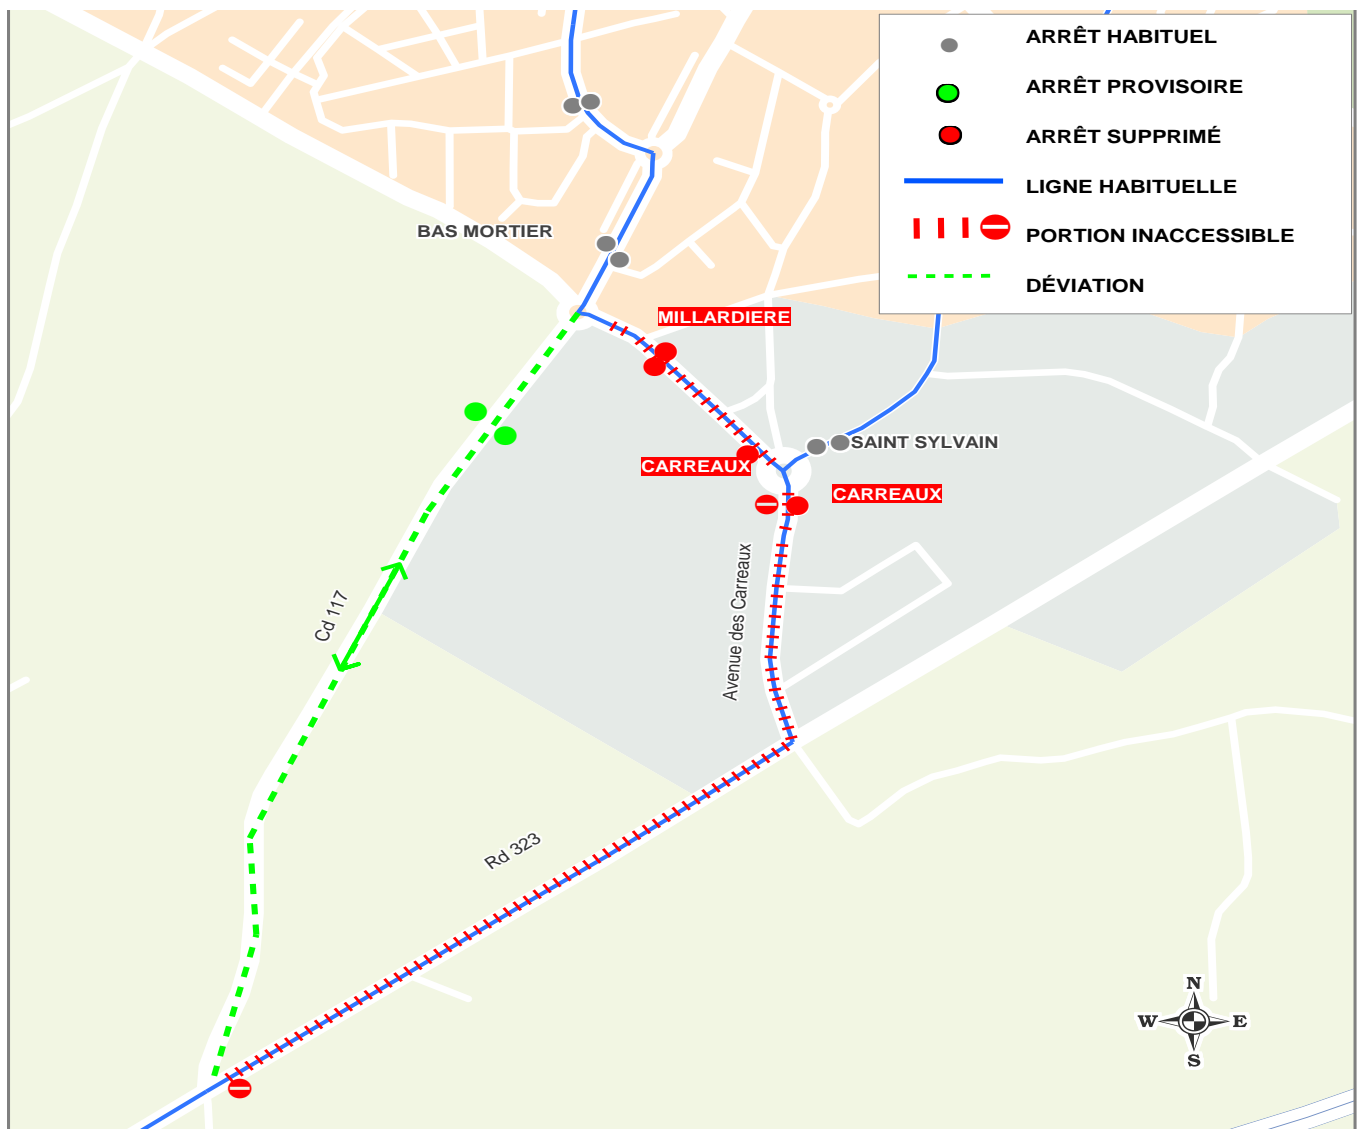 ARRÊT HABITUEL
ARRÊT PROVISOIRE
ARRÊT SUPPRIMÉ
LIGNE HABITUELLE
PORTION INACCESSIBLE
DÉVIATION
BAS MORTIER
MILLARDIERE
SAINT SYLVAIN
CARREAUX
CARREAUX
Avenue des Carreaux
Cd 117
Rd 323
N
W E
S